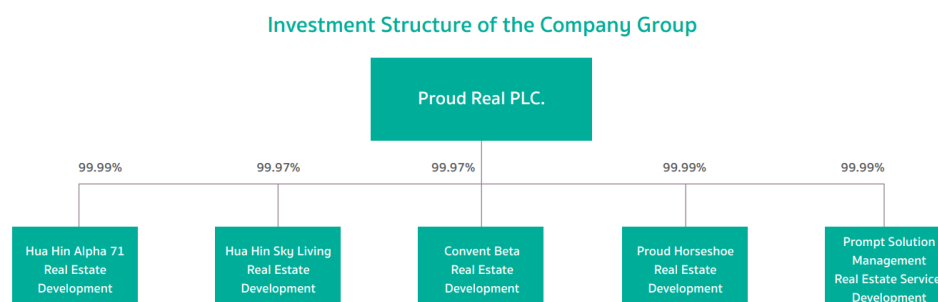 Investment Structure of the Company Group
Proud Real PLC.
99.99%
99.97%
99.97%
99.99%
99.99%
Hua Hin Alpha 71
Real Estate
Development
Hua Hin Sky Living
Real Estate
Development
Convent Beta
Real Estate
Development
Proud Horseshoe
Real Estate
Development
Prompt Solution
Management
Real Estate Service
Development